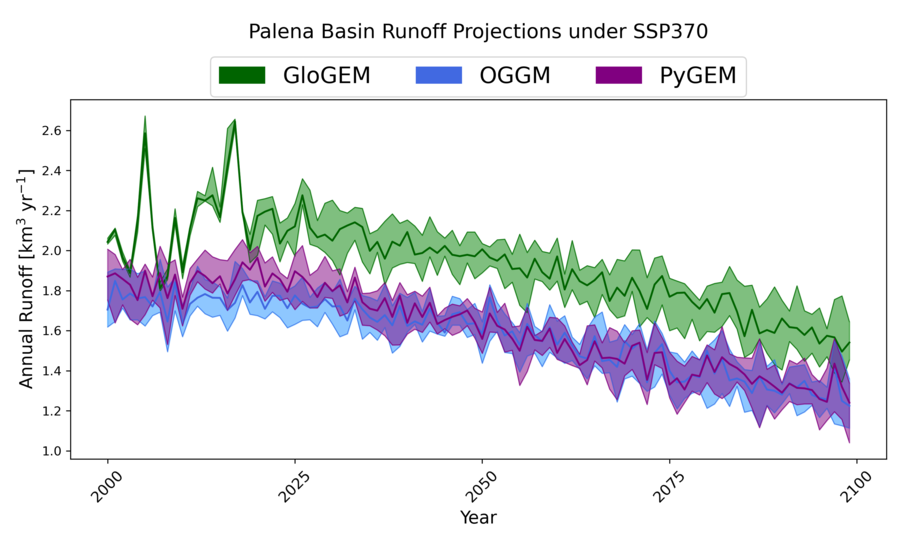 Palena Basin Runoff Projections under SSP370
GloGEM OGGM PyGEM
Annual Runoff [km³ yr⁻¹]
2.6
2.4
2.2
2.0
1.8
1.6
1.4
1.2
1.0
2000 2025 2050 2075 2100
Year